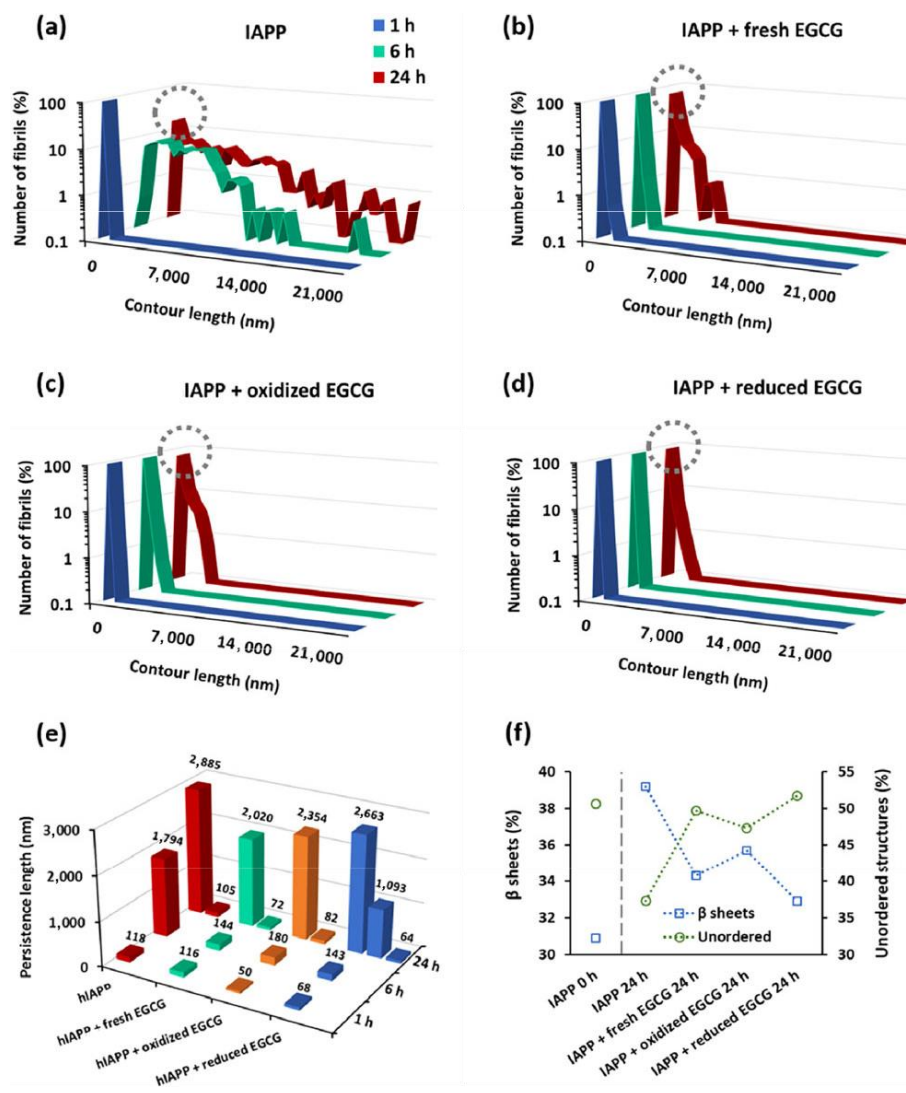 (a)
IAPP
1 h
6 h
24 h
Number of fibrils (%)
100
10
1
0.1
0
7,000
14,000
21,000
Contour length (nm)
(b)
IAPP + fresh EGCG
Number of fibrils (%)
100
10
1
0.1
0
7,000
14,000
21,000
Contour length (nm)
(c)
IAPP + oxidized EGCG
Number of fibrils (%)
100
10
1
0.1
0
7,000
14,000
21,000
Contour length (nm)
(d)
IAPP + reduced EGCG
Number of fibrils (%)
100
10
1
0.1
0
7,000
14,000
21,000
Contour length (nm)
(e)
Persistence length (nm)
3,000
2,000
1,000
0
2,885
1,794
105
118
2,020
72
144
116
2,354
82
180
50
2,663
1,093
64
143
68
hIAPP
hIAPP + fresh EGCG
hIAPP + oxidized EGCG
hIAPP + reduced EGCG
1 h
6 h
24 h
(f)
β sheets (%)
40
38
36
34
32
30
Unordered structures (%)
55
50
45
40
35
30
β sheets
Unordered
IAPP 0 h
IAPP 24 h
IAPP + fresh EGCG 24 h
IAPP + oxidized EGCG 24 h
IAPP + reduced EGCG 24 h